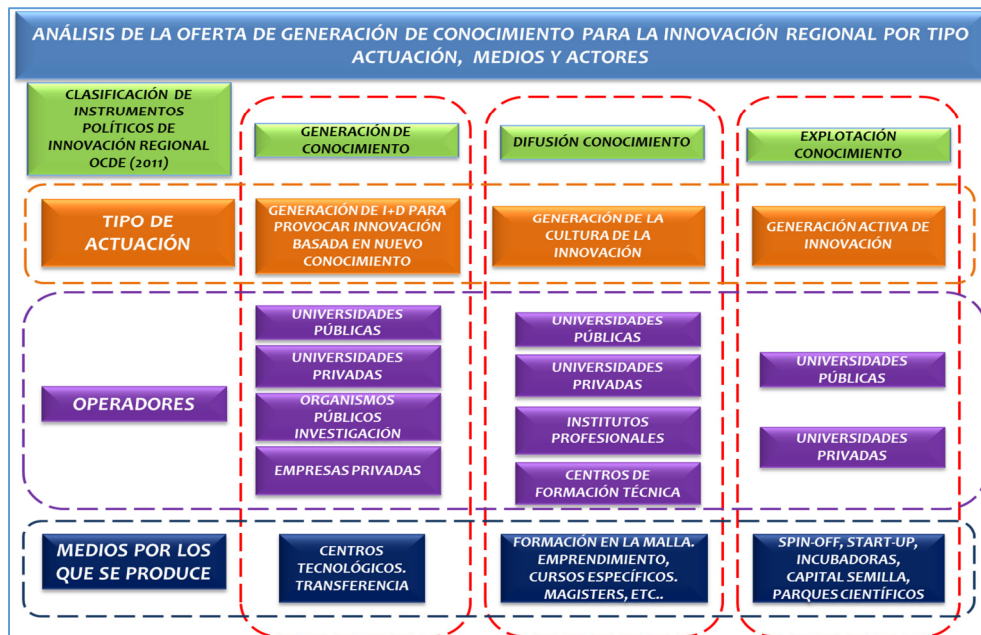 ANÁLISIS DE LA OFERTA DE GENERACIÓN DE CONOCIMIENTO PARA LA INNOVACIÓN REGIONAL POR TIPO
ACTUACIÓN, MEDIOS Y ACTORES
CLASIFICACIÓN DE
INSTRUMENTOS
POLÍTICOS DE
INNOVACIÓN REGIONAL
OCDE (2011)
GENERACIÓN DE
CONOCIMIENTO
DIFUSIÓN CONOCIMIENTO
EXPLOTACIÓN
CONOCIMIENTO
TIPO DE
ACTUACIÓN
GENERACIÓN DE I+D PARA
PROVOCAR INNOVACIÓN
BASADA EN NUEVO
CONOCIMIENTO
GENERACIÓN DE LA
CULTURA DE LA
INNOVACIÓN
GENERACIÓN ACTIVA DE
INNOVACIÓN
OPERADORES
UNIVERSIDADES
PÚBLICAS
UNIVERSIDADES
PRIVADAS
ORGANISMOS
PÚBLICOS
INVESTIGACIÓN
EMPRESAS PRIVADAS
UNIVERSIDADES
PÚBLICAS
UNIVERSIDADES
PRIVADAS
INSTITUTOS
PROFESIONALES
CENTROS DE
FORMACIÓN TÉCNICA
UNIVERSIDADES
PÚBLICAS
UNIVERSIDADES
PRIVADAS
MEDIOS POR LOS
QUE SE PRODUCE
CENTROS
TECNOLÓGICOS.
TRANSFERENCIA
FORMACIÓN EN LA MALLA.
EMPRENDIMIENTO,
CURSOS ESPECÍFICOS.
MAGISTERS, ETC..
SPIN-OFF, START-UP,
INCUBADORAS,
CAPITAL SEMILLA,
PARQUES CIENTÍFICOS